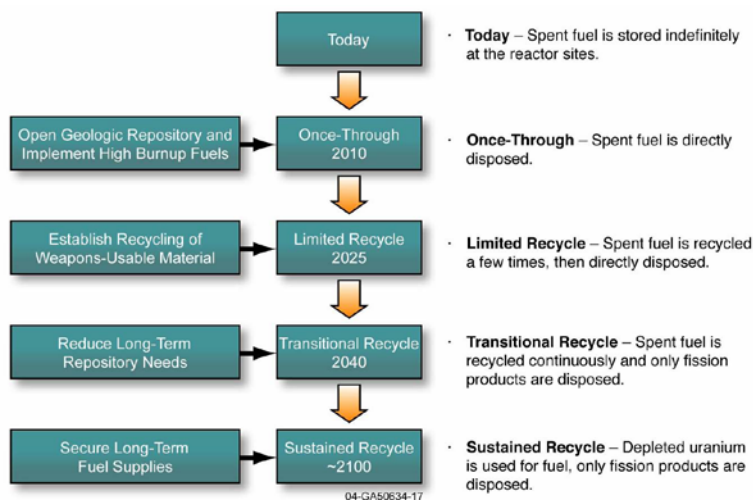 Today
· Today – Spent fuel is stored indefinitely
at the reactor sites.
Open Geologic Repository and
Implement High Burnup Fuels
Once-Through
2010
· Once-Through – Spent fuel is directly
disposed.
Establish Recycling of
Weapons-Usable Material
Limited Recycle
2025
· Limited Recycle – Spent fuel is recycled
a few times, then directly disposed.
Reduce Long-Term
Repository Needs
Transitional Recycle
2040
· Transitional Recycle – Spent fuel is
recycled continuously and only fission
products are disposed.
Secure Long-Term
Fuel Supplies
Sustained Recycle
~2100
· Sustained Recycle – Depleted uranium
is used for fuel, only fission products are
disposed.
04-GA50634-17